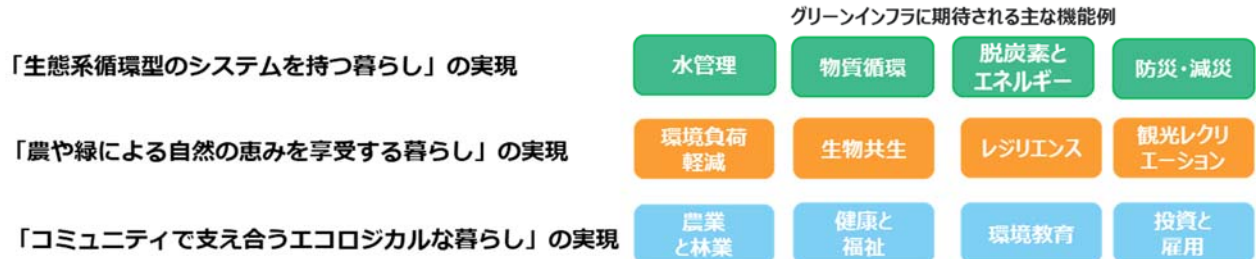 グリーンインフラに期待される主な機能例
「生態系循環型のシステムを持つ暮らし」の実現
水管理
物質循環
脱炭素と
エネルギー
防災・減災
「農や緑による自然の恵みを享受する暮らし」の実現
環境負荷
軽減
生物共生
レジリエンス
観光レクリ
エーション
「コミュニティで支え合うエコロジカルな暮らし」の実現
農業
と林業
健康と
福祉
環境教育
投資と
雇用